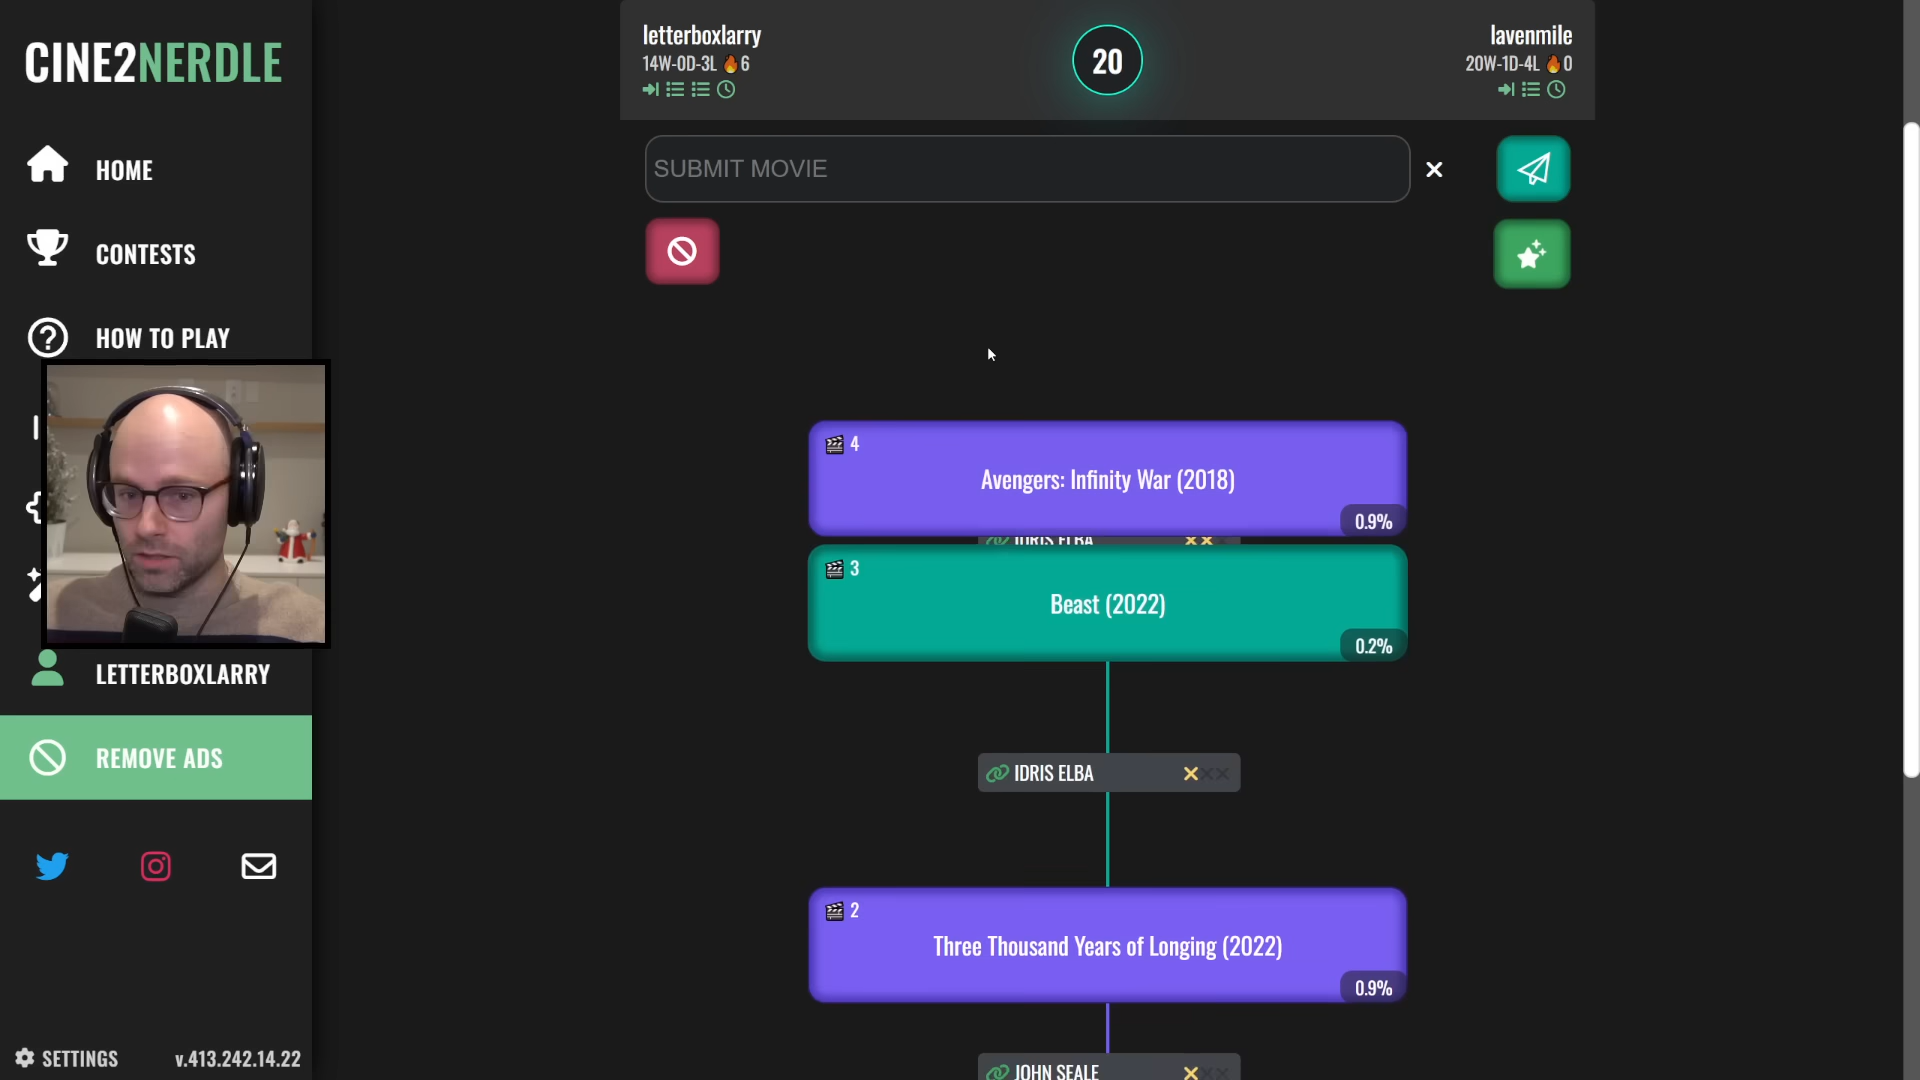 CINE2NERDLE
HOME
CONTESTS
HOW TO PLAY
LETTERBOXLARRY
REMOVE ADS
SETTINGS
v.413.242.14.22
letterboxlarry
14W-0D-3L 🔥6
20
lavenmile
20W-1D-4L 🔥0
SUBMIT MOVIE
4
Avengers: Infinity War (2018)
0.9%
IDRIS ELBA
3
Beast (2022)
0.2%
IDRIS ELBA
2
Three Thousand Years of Longing (2022)
0.9%
JOHN SEALE